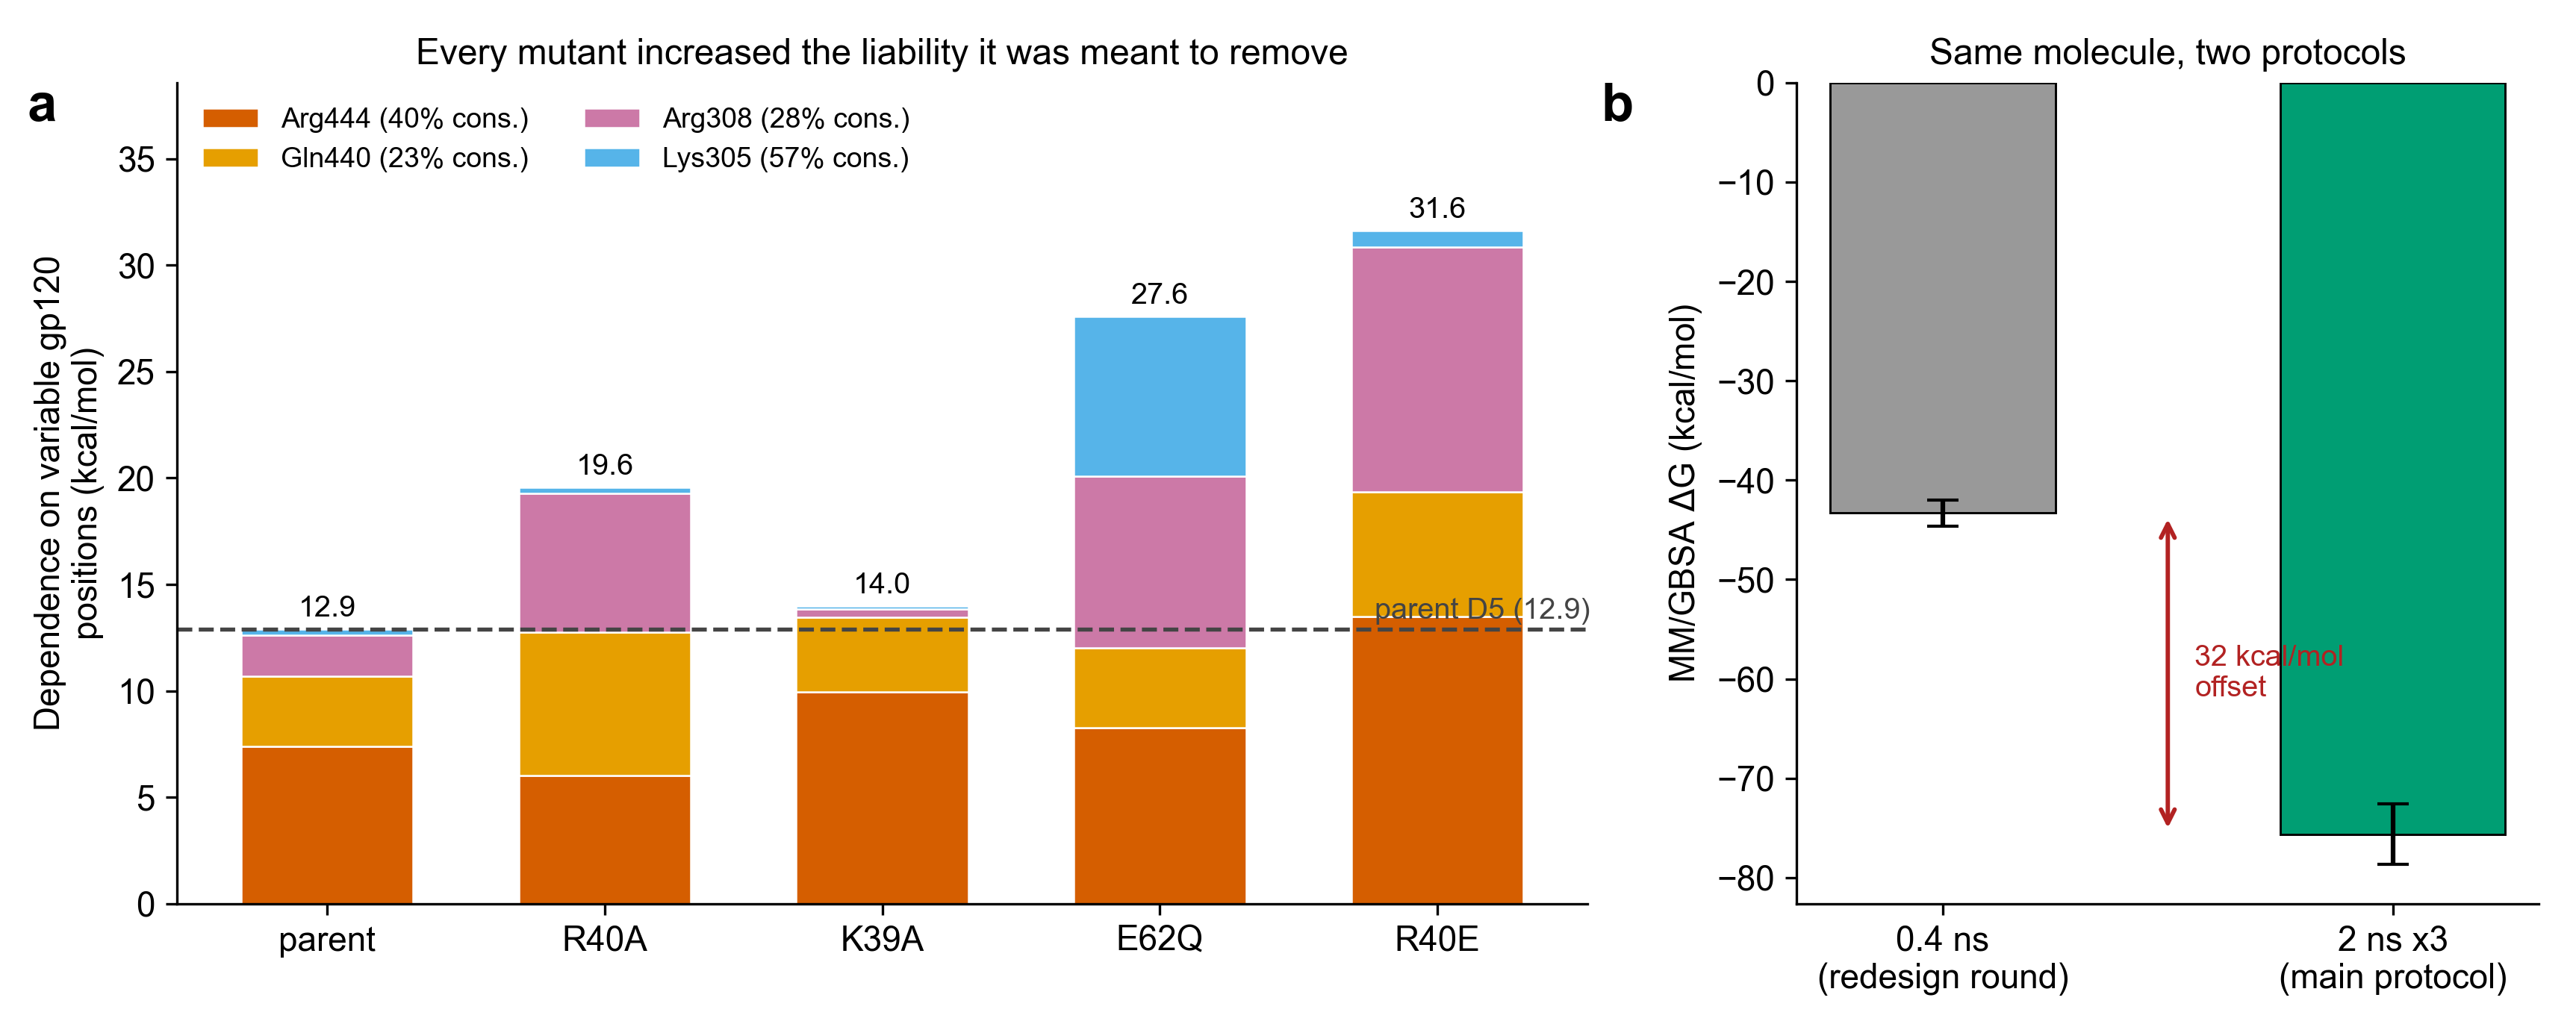 Every mutant increased the liability it was meant to remove
a
Arg444 (40% cons.)
Gln440 (23% cons.)
Arg308 (28% cons.)
Lys305 (57% cons.)
Dependence on variable gp120
positions (kcal/mol)
35
30
25
20
15
10
5
0
12.9
19.6
14.0
27.6
31.6
parent D5 (12.9)
parent
R40A
K39A
E62Q
R40E
Same molecule, two protocols
b
MM/GBSA ΔG (kcal/mol)
0
−10
−20
−30
−40
−50
−60
−70
−80
32 kcal/mol
offset
0.4 ns
(redesign round)
2 ns x3
(main protocol)